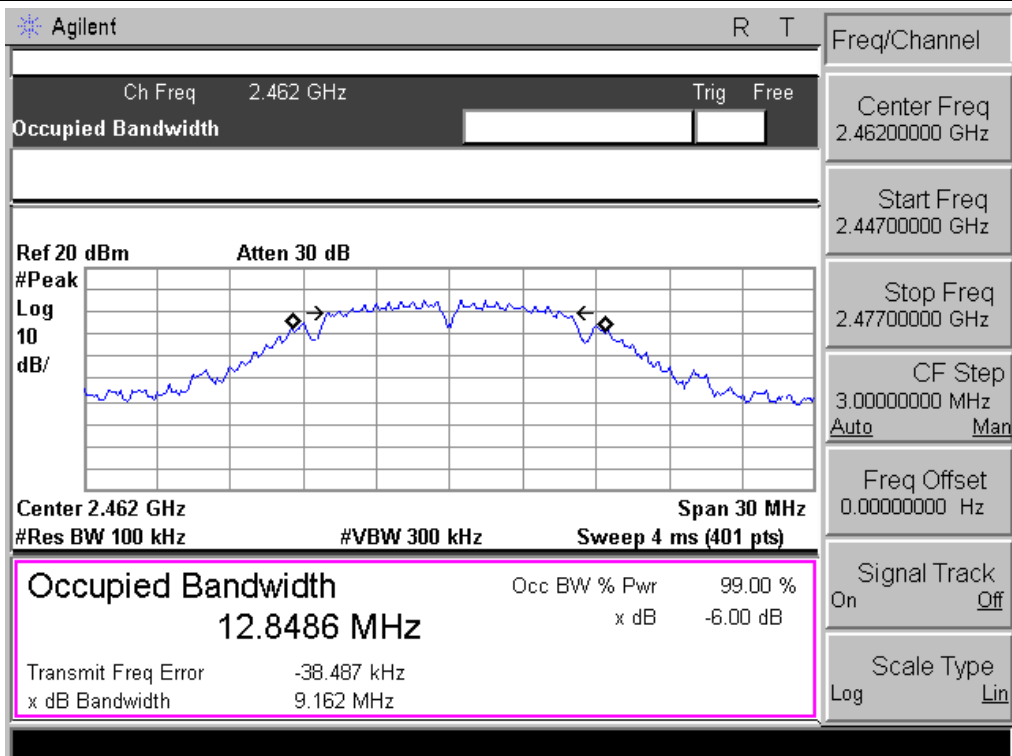 Agilent R T
Ch Freq 2.462 GHz Trig Free
Occupied Bandwidth
Ref 20 dBm Atten 30 dB
#Peak
Log
10
dB/
Center 2.462 GHz Span 30 MHz
#Res BW 100 kHz #VBW 300 kHz Sweep 4 ms (401 pts)
Occupied Bandwidth
12.8486 MHz
Occ BW % Pwr 99.00 %
x dB -6.00 dB
Transmit Freq Error -38.487 kHz
x dB Bandwidth 9.162 MHz
Freq/Channel
Center Freq
2.46200000 GHz
Start Freq
2.44700000 GHz
Stop Freq
2.47700000 GHz
CF Step
3.00000000 MHz
Auto Man
Freq Offset
0.00000000 Hz
Signal Track
On Off
Scale Type
Log Lin